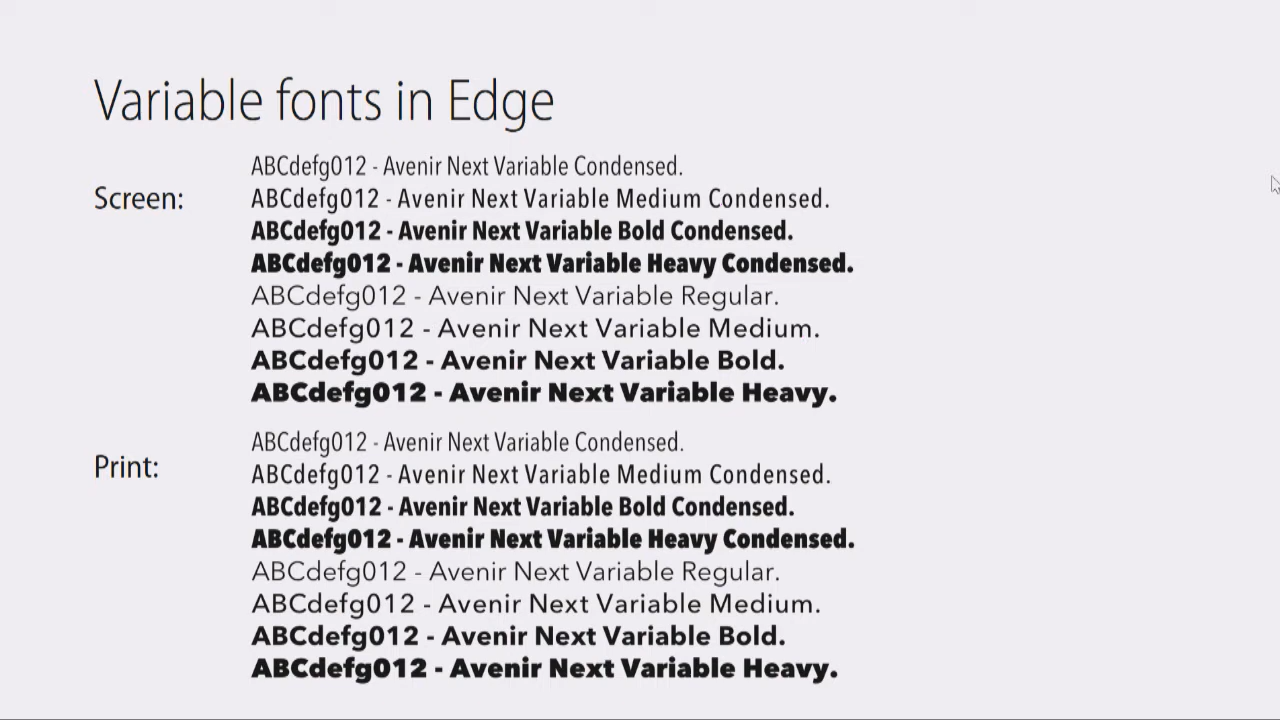 Variable fonts in Edge
Screen:
ABCdefg012 - Avenir Next Variable Condensed.
ABCdefg012 - Avenir Next Variable Medium Condensed.
ABCdefg012 - Avenir Next Variable Bold Condensed.
ABCdefg012 - Avenir Next Variable Heavy Condensed.
ABCdefg012 - Avenir Next Variable Regular.
ABCdefg012 - Avenir Next Variable Medium.
ABCdefg012 - Avenir Next Variable Bold.
ABCdefg012 - Avenir Next Variable Heavy.
Print:
ABCdefg012 - Avenir Next Variable Condensed.
ABCdefg012 - Avenir Next Variable Medium Condensed.
ABCdefg012 - Avenir Next Variable Bold Condensed.
ABCdefg012 - Avenir Next Variable Heavy Condensed.
ABCdefg012 - Avenir Next Variable Regular.
ABCdefg012 - Avenir Next Variable Medium.
ABCdefg012 - Avenir Next Variable Bold.
ABCdefg012 - Avenir Next Variable Heavy.